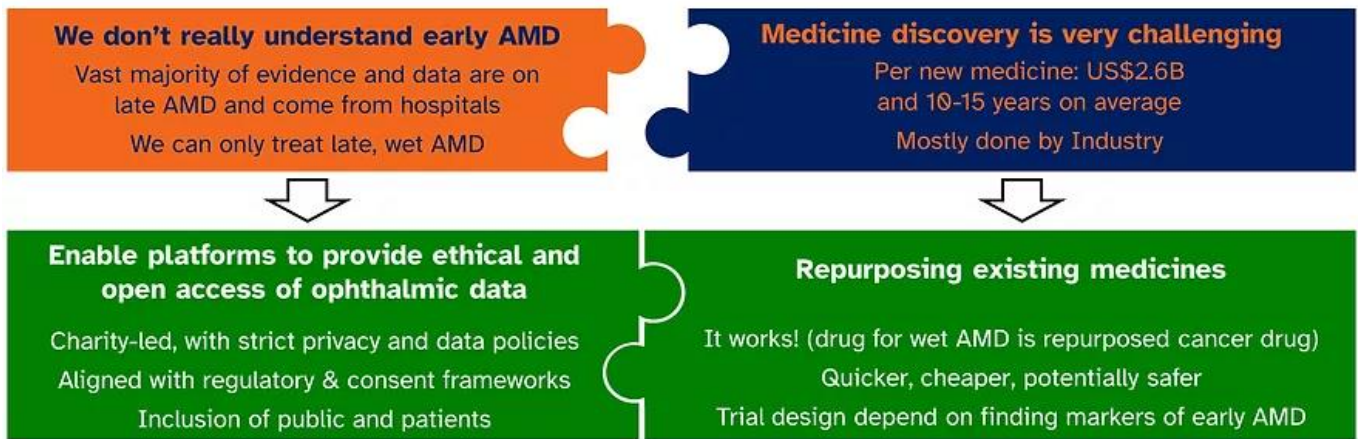 We don't really understand early AMD
Vast majority of evidence and data are on
late AMD and come from hospitals
We can only treat late, wet AMD
Medicine discovery is very challenging
Per new medicine: US$2.6B
and 10-15 years on average
Mostly done by Industry
Enable platforms to provide ethical and
open access of ophthalmic data
Charity-led, with strict privacy and data policies
Aligned with regulatory & consent frameworks
Inclusion of public and patients
Repurposing existing medicines
It works! (drug for wet AMD is repurposed cancer drug)
Quicker, cheaper, potentially safer
Trial design depend on finding markers of early AMD